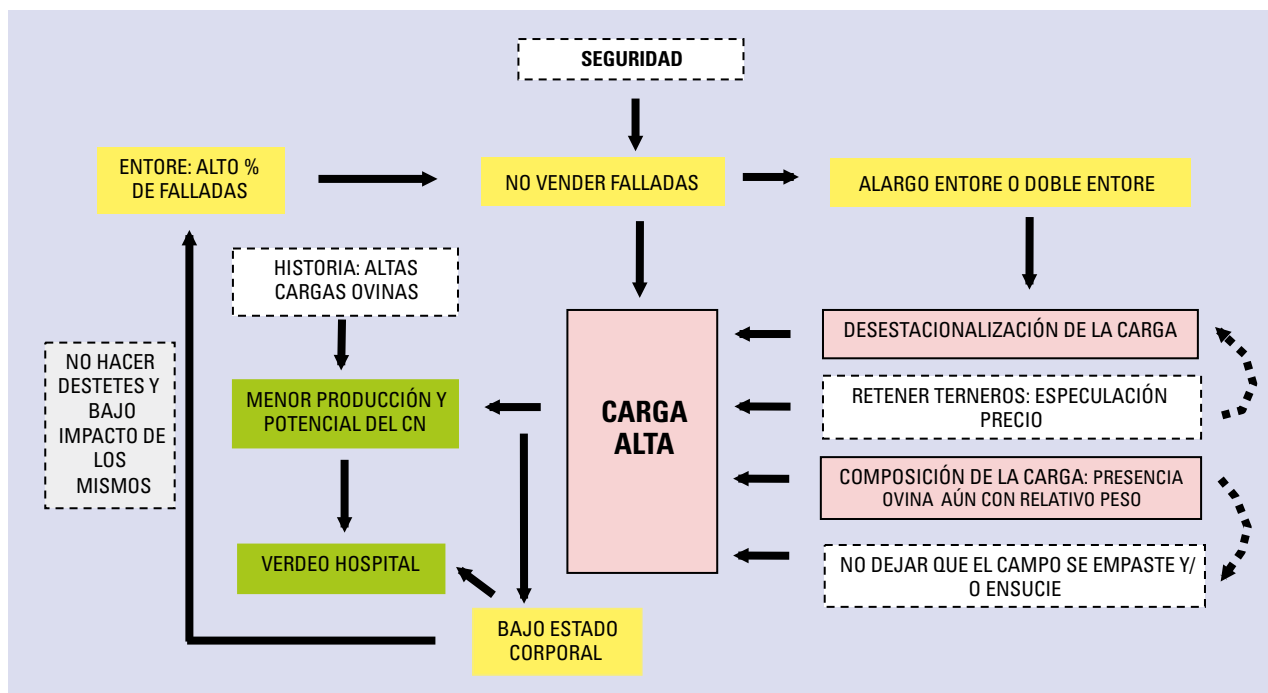 SEGURIDAD
ENTORE: ALTO %
DE FALLADAS
NO VENDER FALLADAS
ALARGO ENTORE O DOBLE ENTORE
HISTORIA: ALTAS
CARGAS OVINAS
NO HACER
DESTETES Y
BAJO
IMPACTO DE
LOS
MISMOS
MENOR PRODUCCIÓN Y
POTENCIAL DEL CN
VERDEO HOSPITAL
BAJO ESTADO
CORPORAL
CARGA
ALTA
DESESTACIONALIZACIÓN DE LA CARGA
RETENER TERNEROS: ESPECULACIÓN
PRECIO
COMPOSICIÓN DE LA CARGA: PRESENCIA
OVINA AÚN CON RELATIVO PESO
NO DEJAR QUE EL CAMPO SE EMPASTE Y/
O ENSUCIE